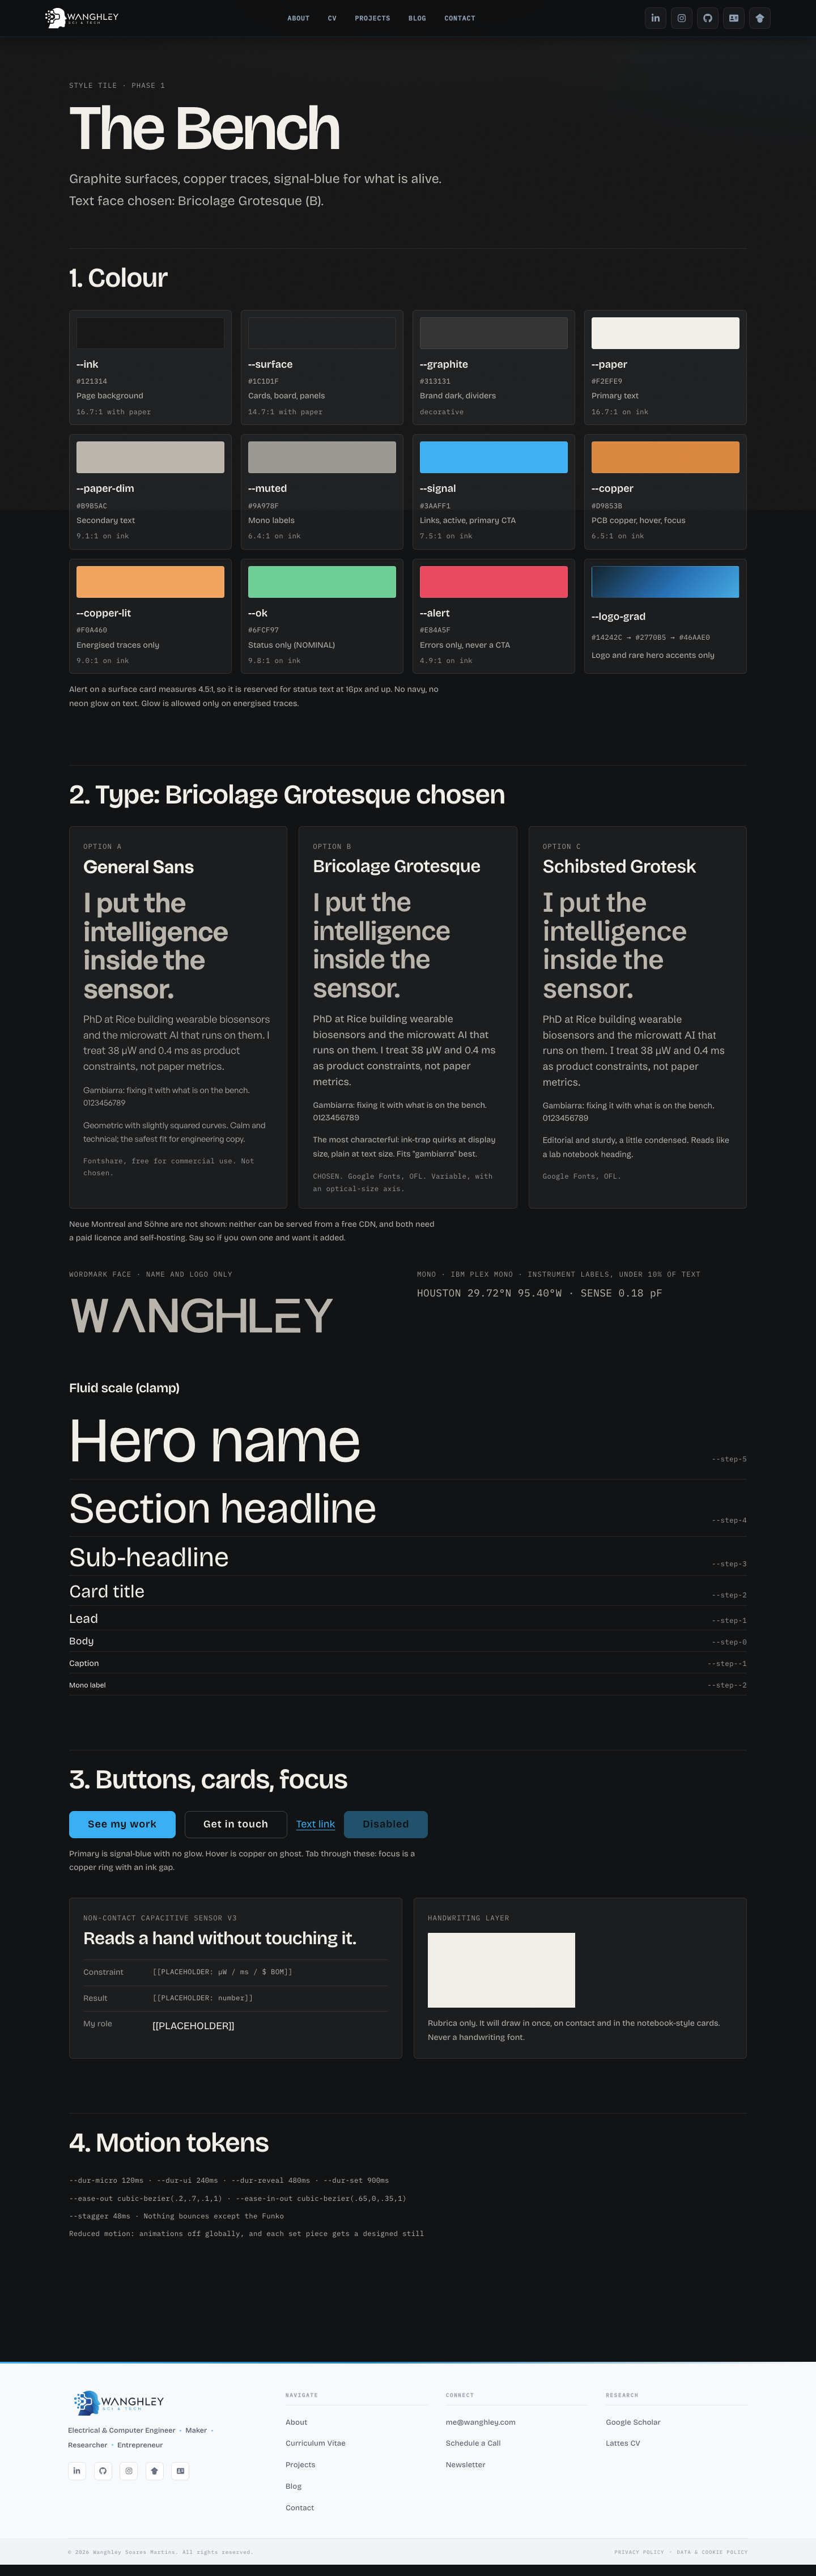 WANGHLEY
SCI & TECH
ABOUT
CV
PROJECTS
BLOG
CONTACT
STYLE TILE · PHASE 1
The Bench
Graphite surfaces, copper traces, signal-blue for what is alive.
Text face chosen: Bricolage Grotesque (B).
1. Colour
--ink
#121314
Page background
16.7:1 with paper
--surface
#1C1D1F
Cards, board, panels
14.7:1 with paper
--graphite
#313131
Brand dark, dividers
decorative
--paper
#F2EFE9
Primary text
16.7:1 on ink
--paper-dim
#B9B5AC
Secondary text
9.1:1 on ink
--muted
#9A978F
Mono labels
6.4:1 on ink
--signal
#3AAFF1
Links, active, primary CTA
7.5:1 on ink
--copper
#D9853B
PCB copper, hover, focus
6.5:1 on ink
--copper-lit
#F0A460
Energised traces only
9.0:1 on ink
--ok
#6FCF97
Status only (NOMINAL)
9.8:1 on ink
--alert
#E84A5F
Errors only, never a CTA
4.9:1 on ink
--logo-grad
#14242C → #2770B5 → #46AAE0
Logo and rare hero accents only
Alert on a surface card measures 4.5:1, so it is reserved for status text at 16px and up. No navy, no
neon glow on text. Glow is allowed only on energised traces.
2. Type: Bricolage Grotesque chosen
OPTION A
General Sans
I put the
intelligence
inside the
sensor.
PhD at Rice building wearable biosensors
and the microwatt AI that runs on them. I
treat 38 µW and 0.4 ms as product
constraints, not paper metrics.
Gambiarra: fixing it with what is on the bench.
0123456789
Geometric with slightly squared curves. Calm and
technical; the safest fit for engineering copy.
Fontshare, free for commercial use. Not
chosen.
OPTION B
Bricolage Grotesque
I put the
intelligence
inside the
sensor.
PhD at Rice building wearable
biosensors and the microwatt AI that
runs on them. I treat 38 µW and 0.4 ms
as product constraints, not paper
metrics.
Gambiarra: fixing it with what is on the bench.
0123456789
The most characterful: ink-trap quirks at display
size, plain at text size. Fits "gambiarra" best.
CHOSEN. Google Fonts, OFL. Variable, with
an optical-size axis.
OPTION C
Schibsted Grotesk
I put the
intelligence
inside the
sensor.
PhD at Rice building wearable
biosensors and the microwatt AI that
runs on them. I treat 38 µW and 0.4 ms
as product constraints, not paper
metrics.
Gambiarra: fixing it with what is on the bench.
0123456789
Editorial and sturdy, a little condensed. Reads like
a lab notebook heading.
Google Fonts, OFL.
Neue Montreal and Söhne are not shown: neither can be served from a free CDN, and both need
a paid licence and self-hosting. Say so if you own one and want it added.
WORDMARK FACE · NAME AND LOGO ONLY
WANGHLEY
MONO · IBM PLEX MONO · INSTRUMENT LABELS, UNDER 10% OF TEXT
HOUSTON 29.72°N 95.40°W · SENSE 0.18 pF
Fluid scale (clamp)
Hero name
--step-5
Section headline
--step-4
Sub-headline
--step-3
Card title
--step-2
Lead
--step-1
Body
--step-0
Caption
--step--1
Mono label
--step--2
3. Buttons, cards, focus
See my work
Get in touch
Text link
Disabled
Primary is signal-blue with no glow. Hover is copper on ghost. Tab through these: focus is a
copper ring with an ink gap.
NON-CONTACT CAPACITIVE SENSOR V3
Reads a hand without touching it.
Constraint [[PLACEHOLDER: µW / ms / $ BOM]]
Result [[PLACEHOLDER: number]]
My role [[PLACEHOLDER]]
HANDWRITING LAYER
Rubrica only. It will draw in once, on contact and in the notebook-style cards.
Never a handwriting font.
4. Motion tokens
--dur-micro 120ms · --dur-ui 240ms · --dur-reveal 480ms · --dur-set 900ms
--ease-out cubic-bezier(.2,.7,.1,1) · --ease-in-out cubic-bezier(.65,0,.35,1)
--stagger 48ms · Nothing bounces except the Funko
Reduced motion: animations off globally, and each set piece gets a designed still
WANGHLEY
SCI & TECH
Electrical & Computer Engineer • Maker •
Researcher • Entrepreneur
NAVIGATE
About
Curriculum Vitae
Projects
Blog
Contact
CONNECT
me@wanghley.com
Schedule a Call
Newsletter
RESEARCH
Google Scholar
Lattes CV
© 2026 Wanghley Soares Martins. All rights reserved.
PRIVACY POLICY · DATA & COOKIE POLICY